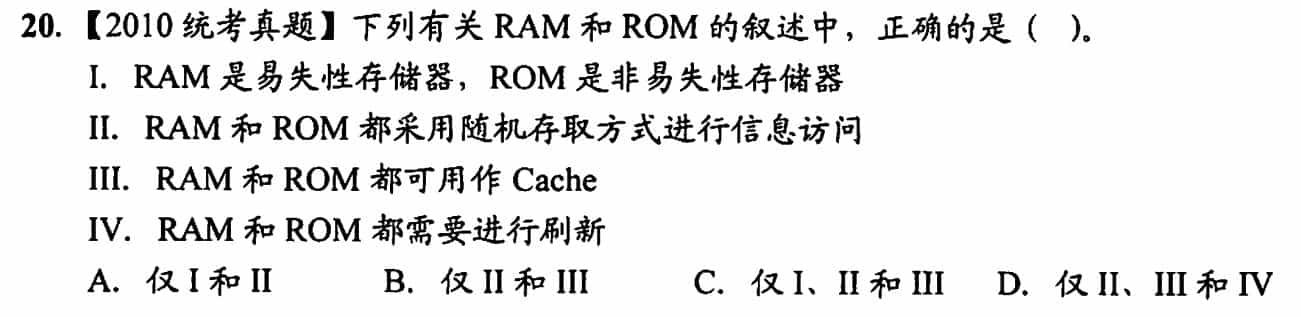 20. 【2010 统考真题】下列有关 RAM 和 ROM 的叙述中，正确的是（ ）。
I. RAM 是易失性存储器，ROM 是非易失性存储器
II. RAM 和 ROM 都采用随机存取方式进行信息访问
III. RAM 和 ROM 都可用作 Cache
IV. RAM 和 ROM 都需要进行刷新
A. 仅 I 和 II B. 仅 II 和 III C. 仅 I、II 和 III D. 仅 II、III 和 IV